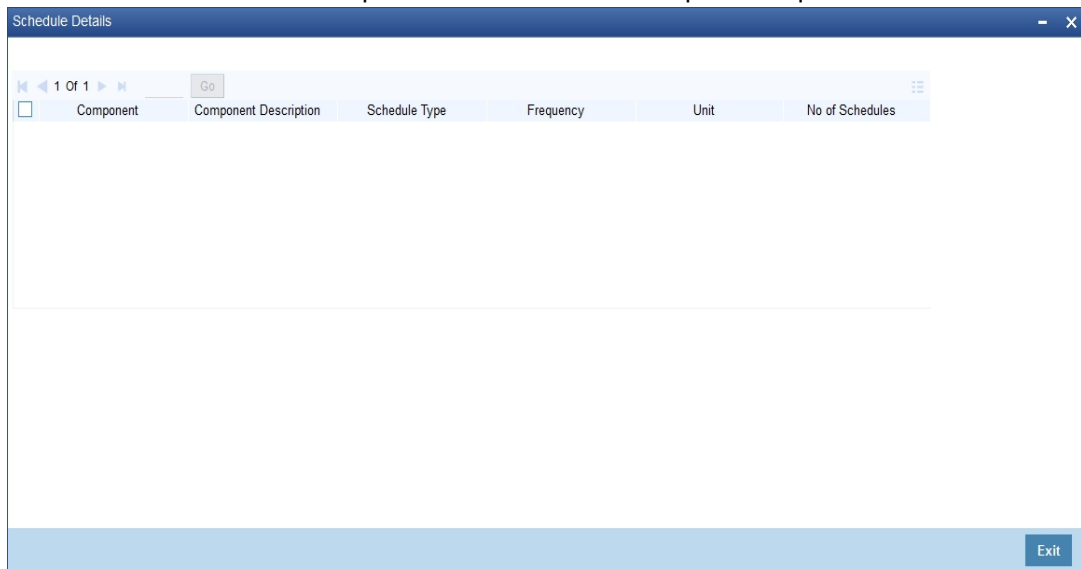 Schedule Details
1 Of 1 Go
Component Component Description Schedule Type Frequency Unit No of Schedules
Exit